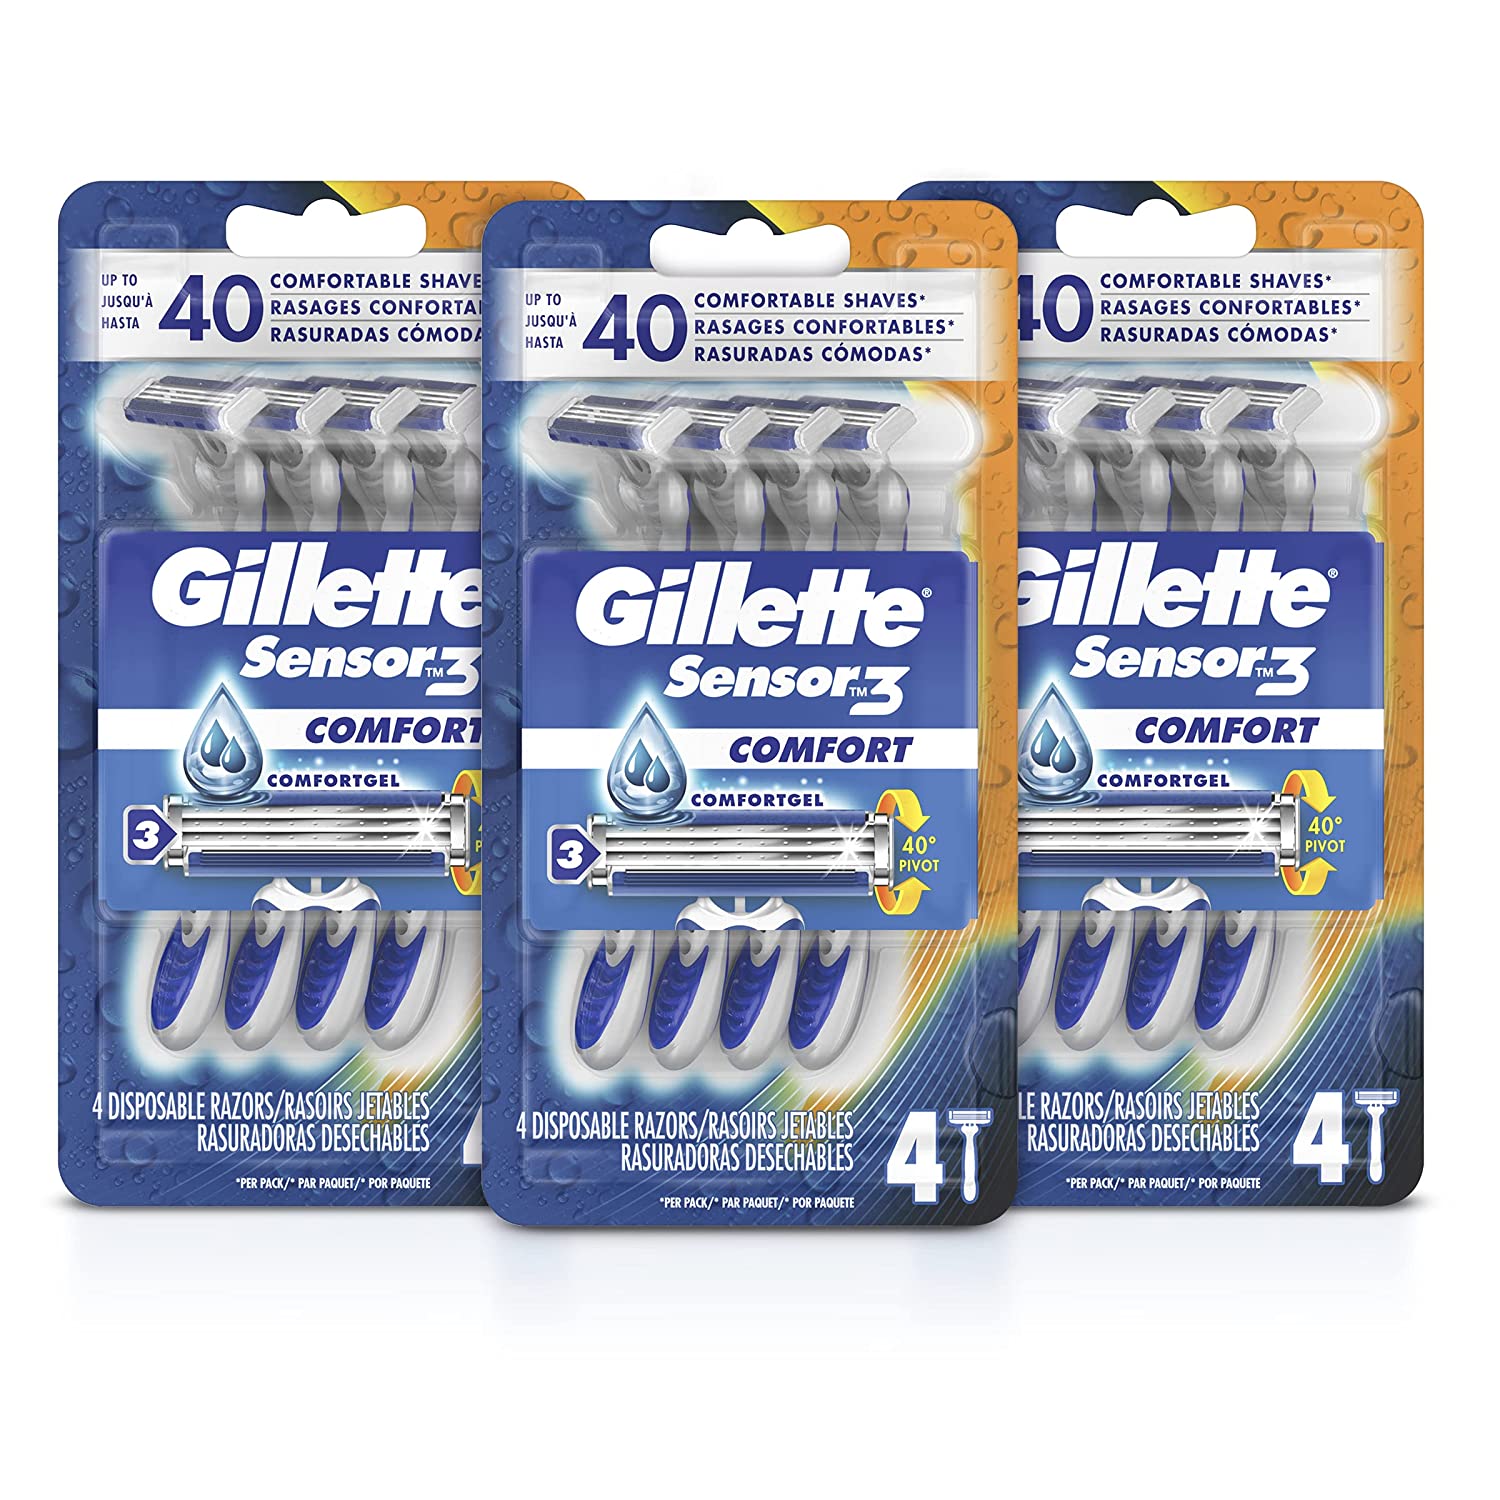 UP TO
JUSQU'À
HASTA
40
COMFORTABLE SHAVES
RASAGES CONFORTA
RASURADAS CÓMODA
Gillette
Sensor™3
COMFORT
COMFORTGEL
3
4 DISPOSABLE RAZORS/RASOIRS JETABLES
RASURADORAS DESECHABLES
*PER PACK/* PAR PAQUET/* POR PAQUETE
4
UP TO
JUSQU'À
HASTA
40
COMFORTABLE SHAVES*
RASAGES CONFORTABLES*
RASURADAS CÓMODAS*
Gillette®
Sensor™3
COMFORT
COMFORTGEL
3
40°
PIVOT
4 DISPOSABLE RAZORS/RASOIRS JETABLES
RASURADORAS DESECHABLES
*PER PACK/* PAR PAQUET/* POR PAQUETE
4
40
COMFORTABLE SHAVES*
RASAGES CONFORTABLES*
RASURADAS CÓMODAS*
Gillette®
Sensor™3
COMFORT
COMFORTGEL
40°
PIVOT
LE RAZORS/RASOIRS JETABLES
RASURADORAS DESECHABLES
*PER PACK/* PAR PAQUET/* POR PAQUETE
4